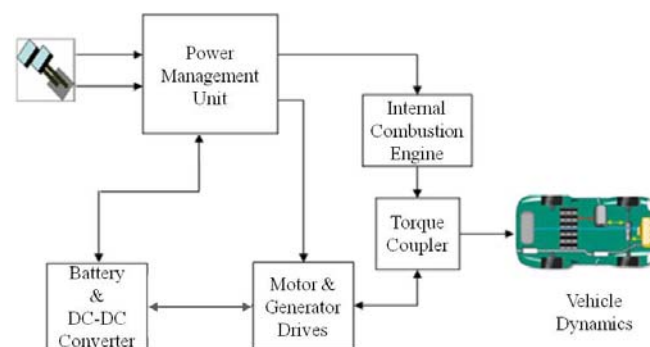 Power
Management
Unit
Internal
Combustion
Engine
Torque
Coupler
Battery
&
DC-DC
Converter
Motor &
Generator
Drives
Vehicle
Dynamics